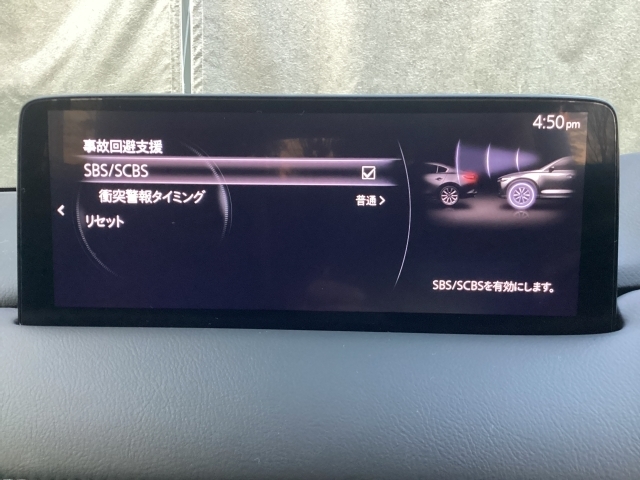 4:50pm
事故回避支援
SBS/SCBS
衝突警報タイミング 普通
リセット
SBS/SCBSを有効にします。